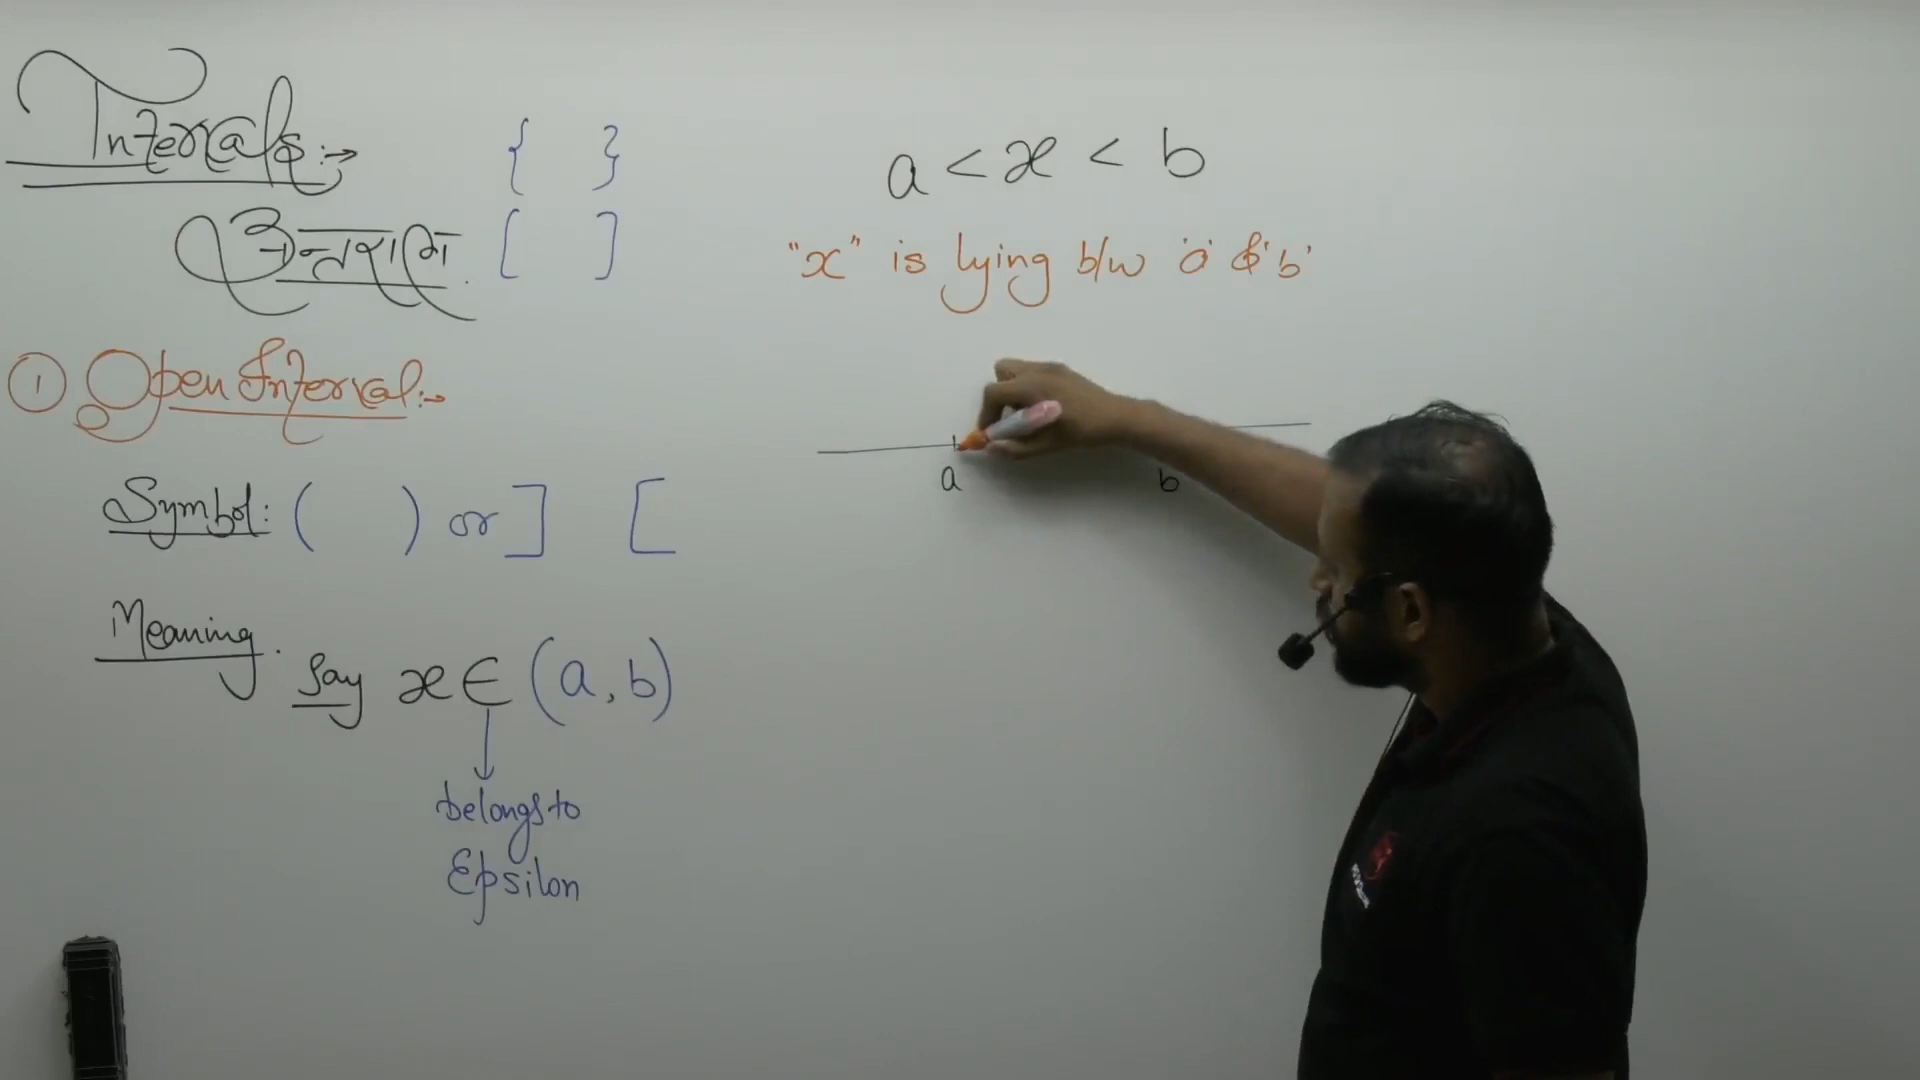 Intervals :→
अन्तराल.
{ }
[ ]
① Open Interval :→
Symbol: ( ) or ] [
Meaning.
Say x ∈ (a, b)
belongs to
Epsilon
a < x < b
"x" is lying b/w 'a' & 'b'
a b